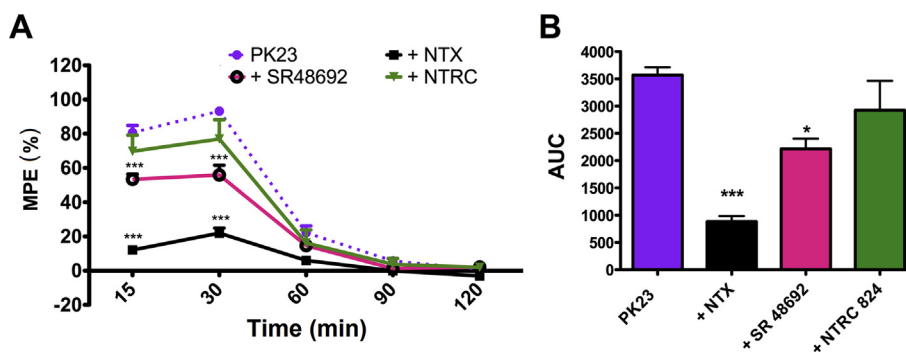 A
PK23
+ NTX
+ SR48692
+ NTRC
MPE (%)
120
100
80
60
40
20
0
-20
***
***
***
***
15
30
60
90
120
Time (min)
B
AUC
4000
3500
3000
2500
2000
1500
1000
500
0
***
*
PK23
+ NTX
+ SR 48692
+ NTRC 824